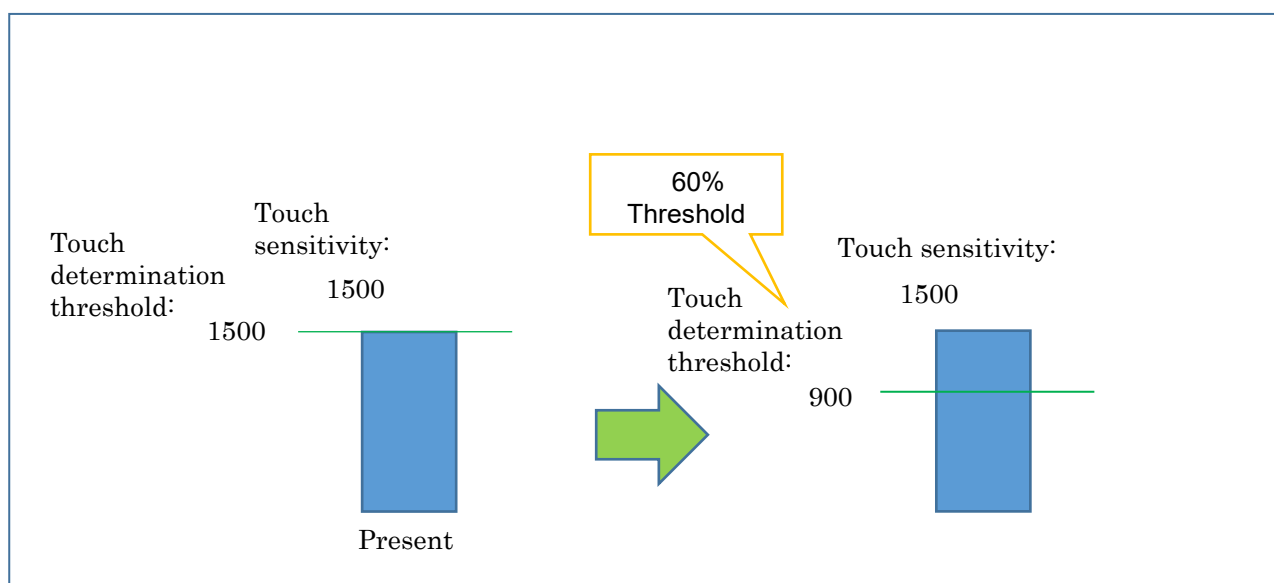 Touch
determination
threshold:
1500
Touch
sensitivity:
1500
Present
60%
Threshold
Touch
determination
threshold:
900
Touch sensitivity:
1500